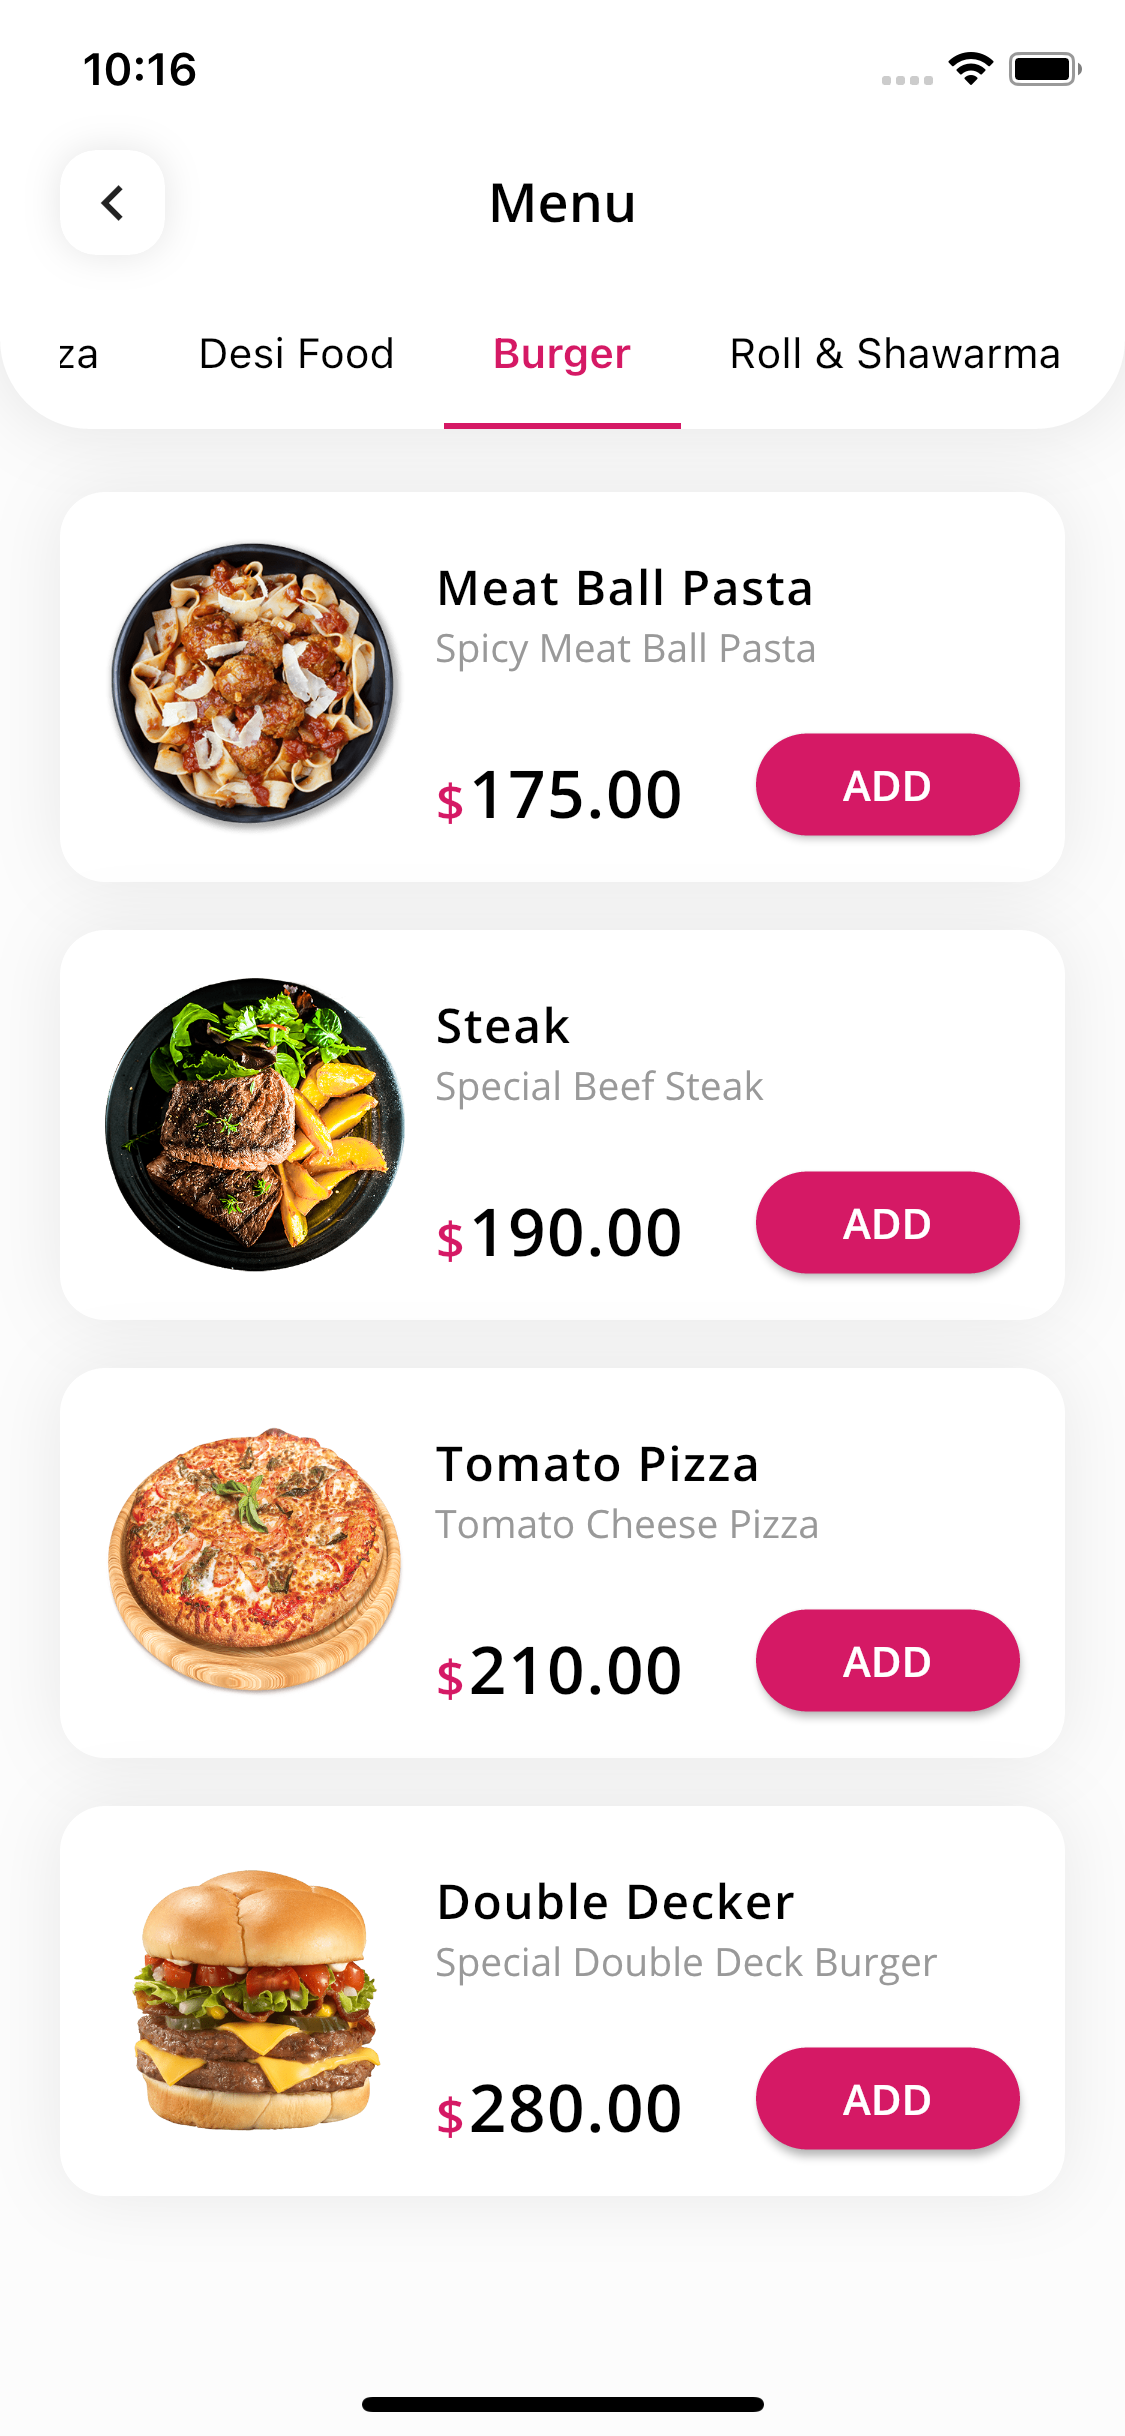 10:16
Menu
za Desi Food Burger Roll & Shawarma
Meat Ball Pasta
Spicy Meat Ball Pasta
$175.00 ADD
Steak
Special Beef Steak
$190.00 ADD
Tomato Pizza
Tomato Cheese Pizza
$210.00 ADD
Double Decker
Special Double Deck Burger
$280.00 ADD